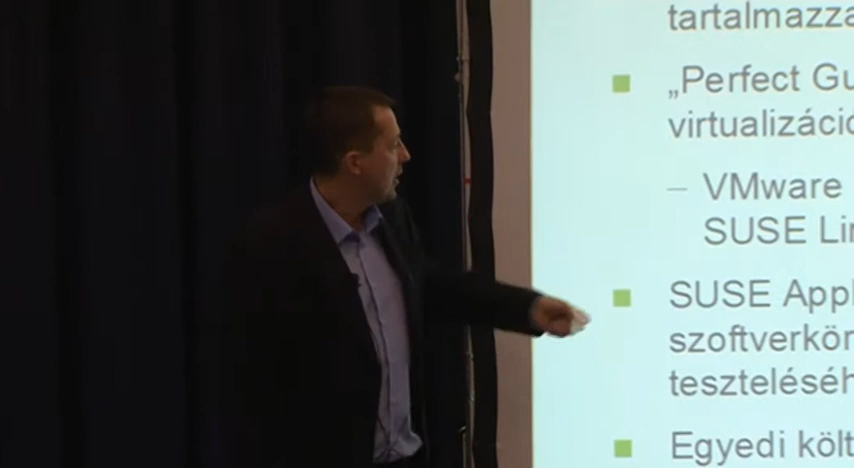 tartalmazza
„Perfect Gu
virtualizáció
– VMware
SUSE Lin
SUSE Appl
szoftverkör
teszteléséh
Egyedi költ